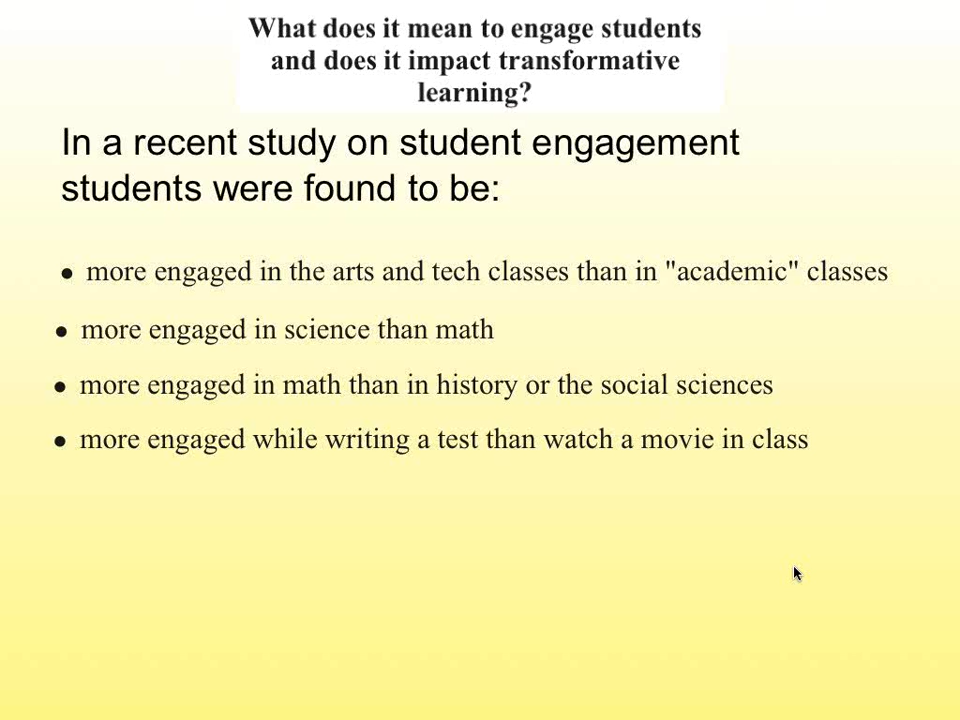 What does it mean to engage students
and does it impact transformative
learning?
In a recent study on student engagement
students were found to be:
• more engaged in the arts and tech classes than in "academic" classes
• more engaged in science than math
• more engaged in math than in history or the social sciences
• more engaged while writing a test than watch a movie in class